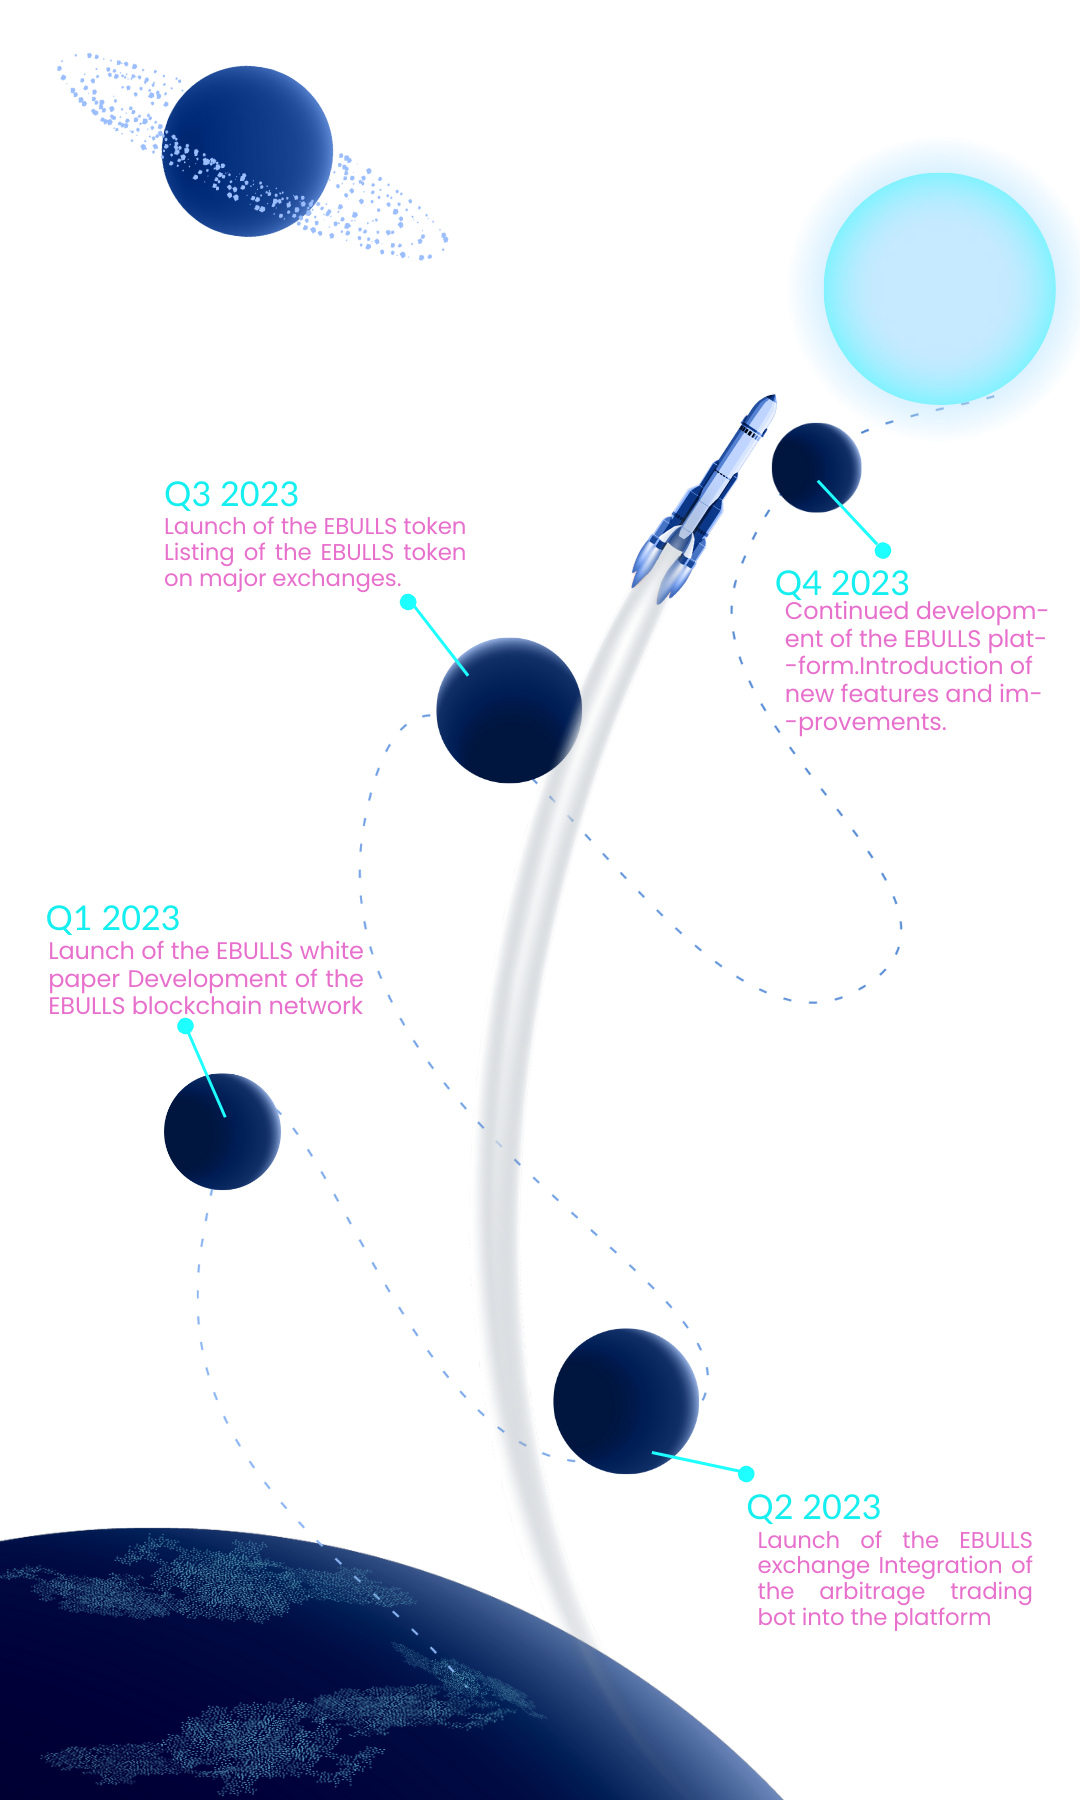 Q3 2023
Launch of the EBULLS token
Listing of the EBULLS token
on major exchanges.
Q4 2023
Continued developm-
ent of the EBULLS plat-
-form.Introduction of
new features and im-
-provements.
Q1 2023
Launch of the EBULLS white
paper Development of the
EBULLS blockchain network
Q2 2023
Launch of the EBULLS
exchange Integration of
the arbitrage trading
bot into the platform